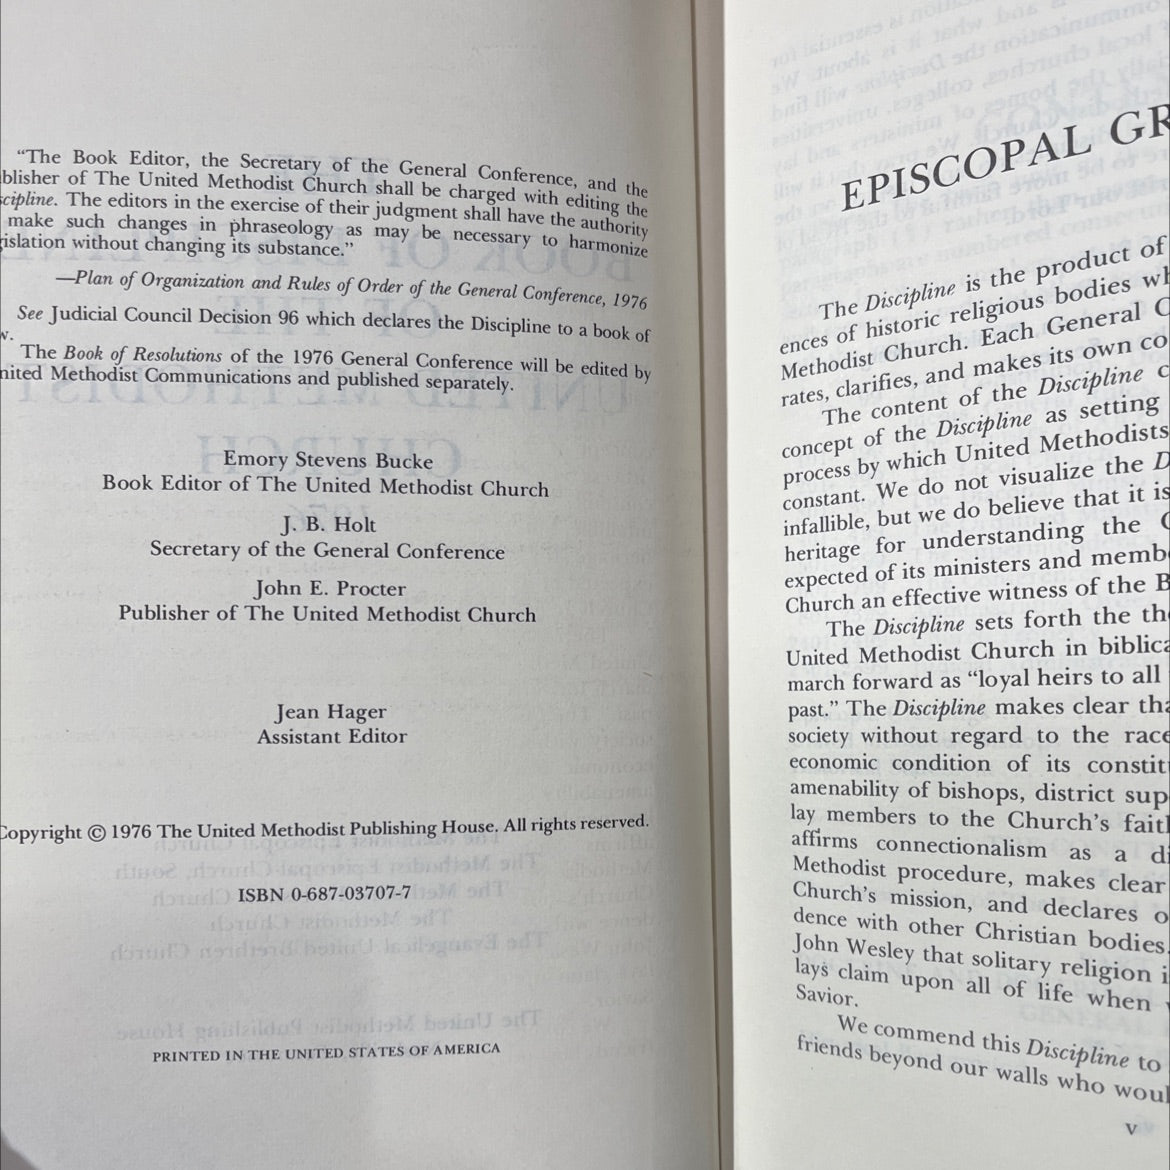 “The Book Editor, the Secretary of the General Conference, and the
blisher of The United Methodist Church shall be charged with editing the
scipline. The editors in the exercise of their judgment shall have the authority
make such changes in phraseology as may be necessary to harmonize
gislation without changing its substance.”
—Plan of Organization and Rules of Order of the General Conference, 1976
See Judicial Council Decision 96 which declares the Discipline to a book of
w.
The Book of Resolutions of the 1976 General Conference will be edited by
nited Methodist Communications and published separately.
Emory Stevens Bucke
Book Editor of The United Methodist Church
J. B. Holt
Secretary of the General Conference
John E. Procter
Publisher of The United Methodist Church
Jean Hager
Assistant Editor
Copyright © 1976 The United Methodist Publishing House. All rights reserved.
ISBN 0-687-03707-7
PRINTED IN THE UNITED STATES OF AMERICA
EPISCOPAL GR
The Discipline is the product of
ences of historic religious bodies wh
Methodist Church. Each General C
rates, clarifies, and makes its own co
The content of the Discipline c
concept of the Discipline as setting
process by which United Methodists
constant. We do not visualize the D
infallible, but we do believe that it is
heritage for understanding the C
expected of its ministers and memb
Church an effective witness of the B
The Discipline sets forth the the
United Methodist Church in biblica
march forward as “loyal heirs to all
past.” The Discipline makes clear tha
society without regard to the race
economic condition of its constit
amenability of bishops, district sup
lay members to the Church’s faith
affirms connectionalism as a di
Methodist procedure, makes clear
Church’s mission, and declares o
dence with other Christian bodies.
John Wesley that solitary religion i
lays claim upon all of life when
Savior.
We commend this Discipline to
friends beyond our walls who woul
v